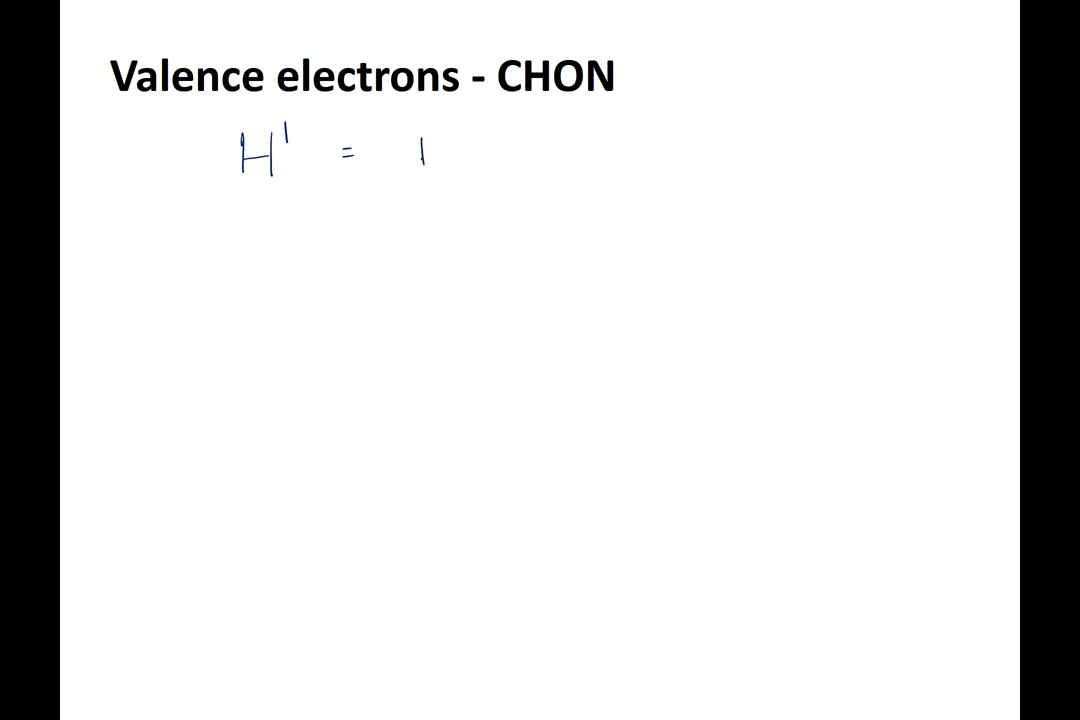 Valence electrons - CHON
H¹ = 1